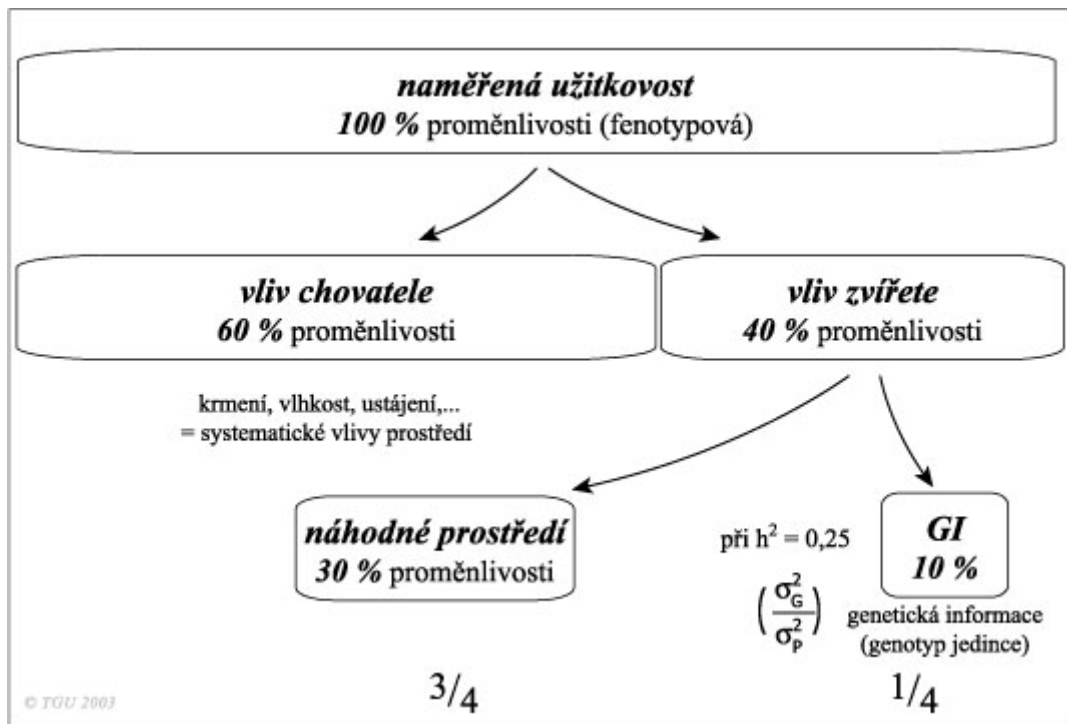 naměřená užitkovost
100 % proměnlivosti (fenotypová)
vliv chovatele
60 % proměnlivosti
vliv zvířete
40 % proměnlivosti
krmení, vlhkost, ustájení,...
= systematické vlivy prostředí
náhodné prostředí
30 % proměnlivosti
při h² = 0,25
(σ²G / σ²P)
GI
10 %
genetická informace
(genotyp jedince)
3/4
1/4
© TGU 2003